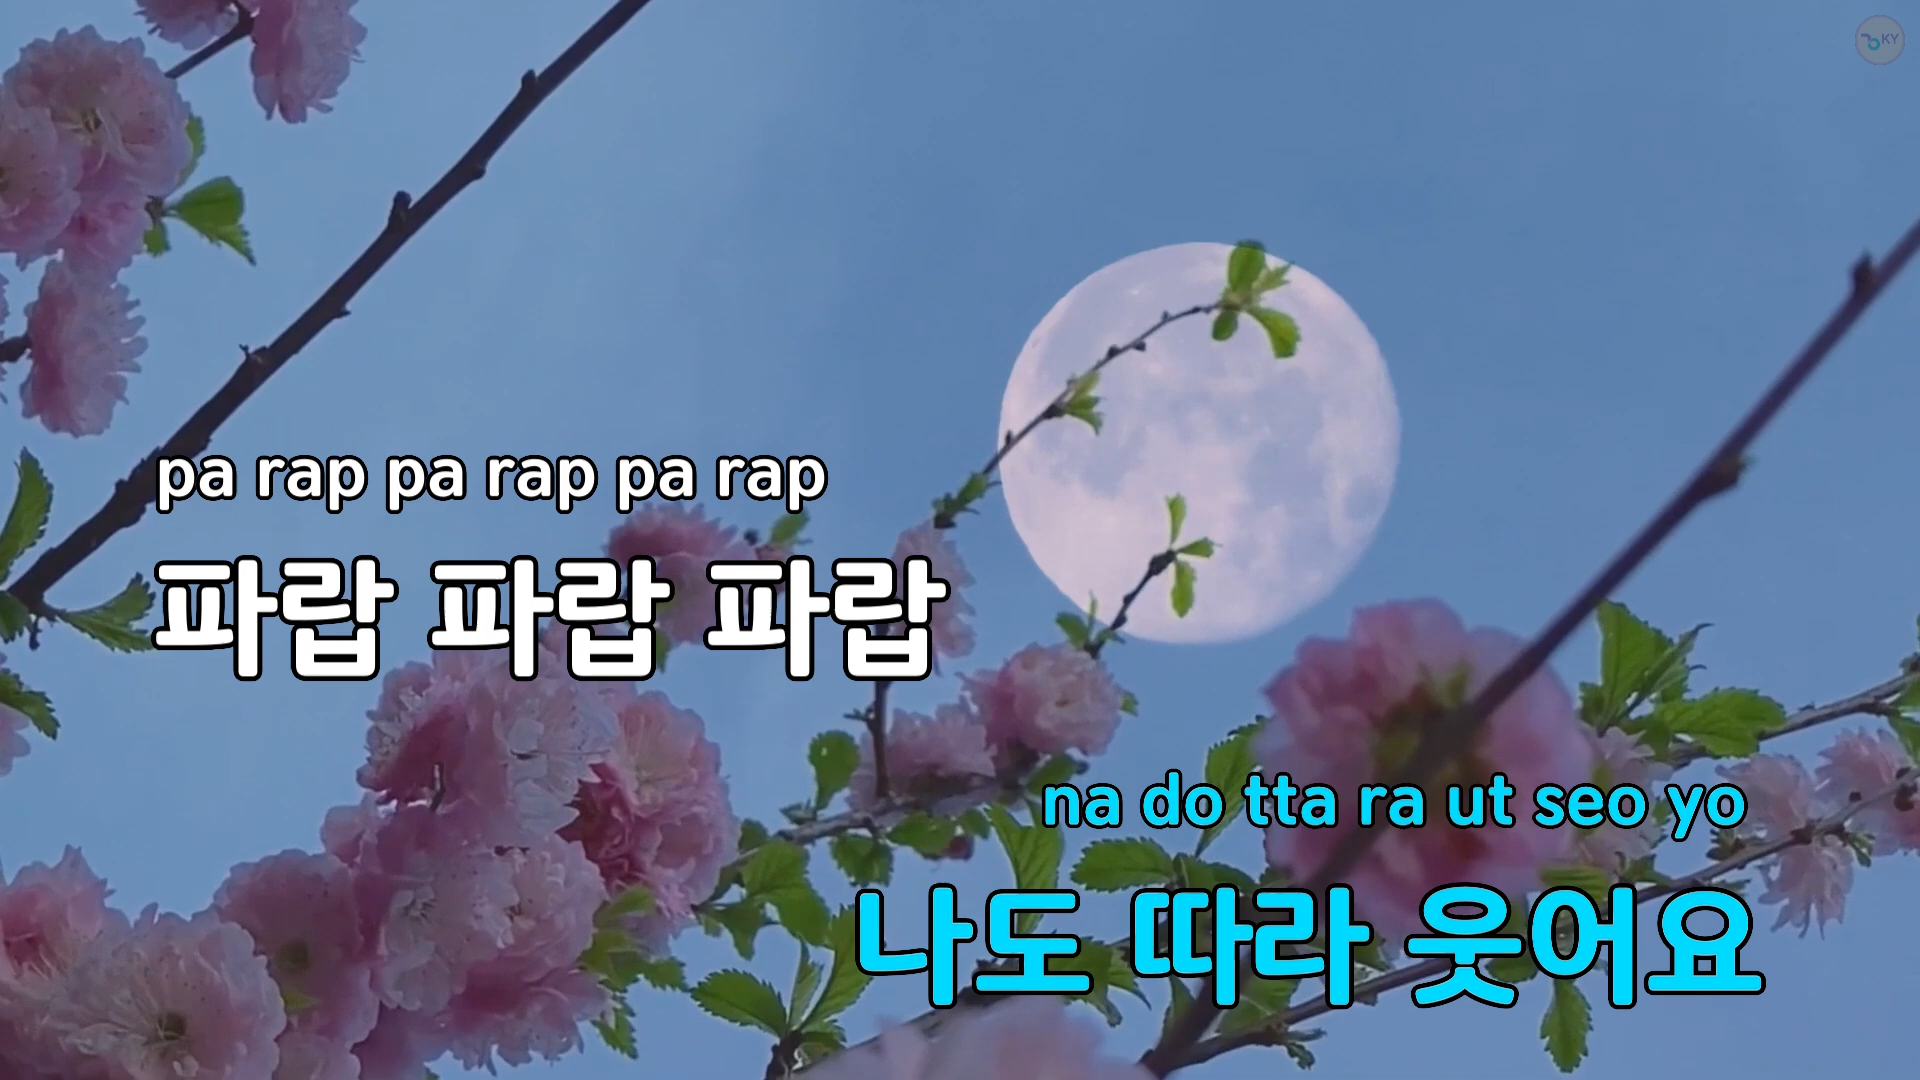 KY
pa rap pa rap pa rap
파랍 파랍 파랍
na do tta ra ut seo yo
나도 따라 웃어요